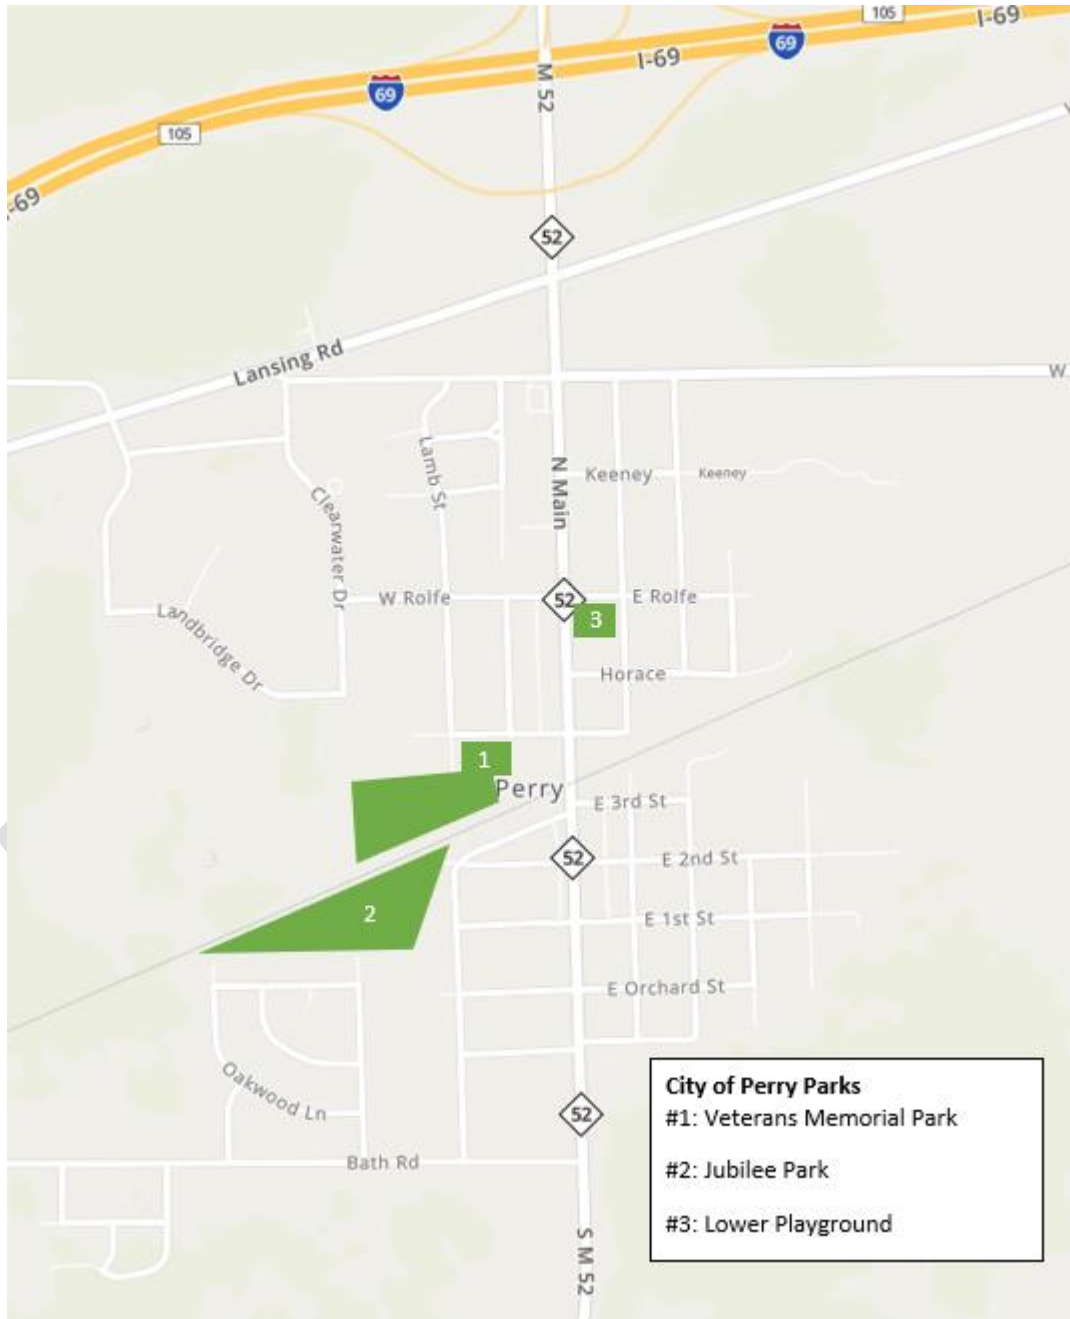 105
I-69
69
I-69
69
M 52
105
-69
52
Lansing Rd
W
Lamb St
N Main
Keeney
Keeney
Clearwater Dr
W Rolfe
52
E Rolfe
3
Landbridge Dr
Horace
1
Perry
E 3rd St
52
E 2nd St
2
E 1st St
E Orchard St
Oakwood Ln
52
Bath Rd
S M 52
City of Perry Parks
#1: Veterans Memorial Park
#2: Jubilee Park
#3: Lower Playground